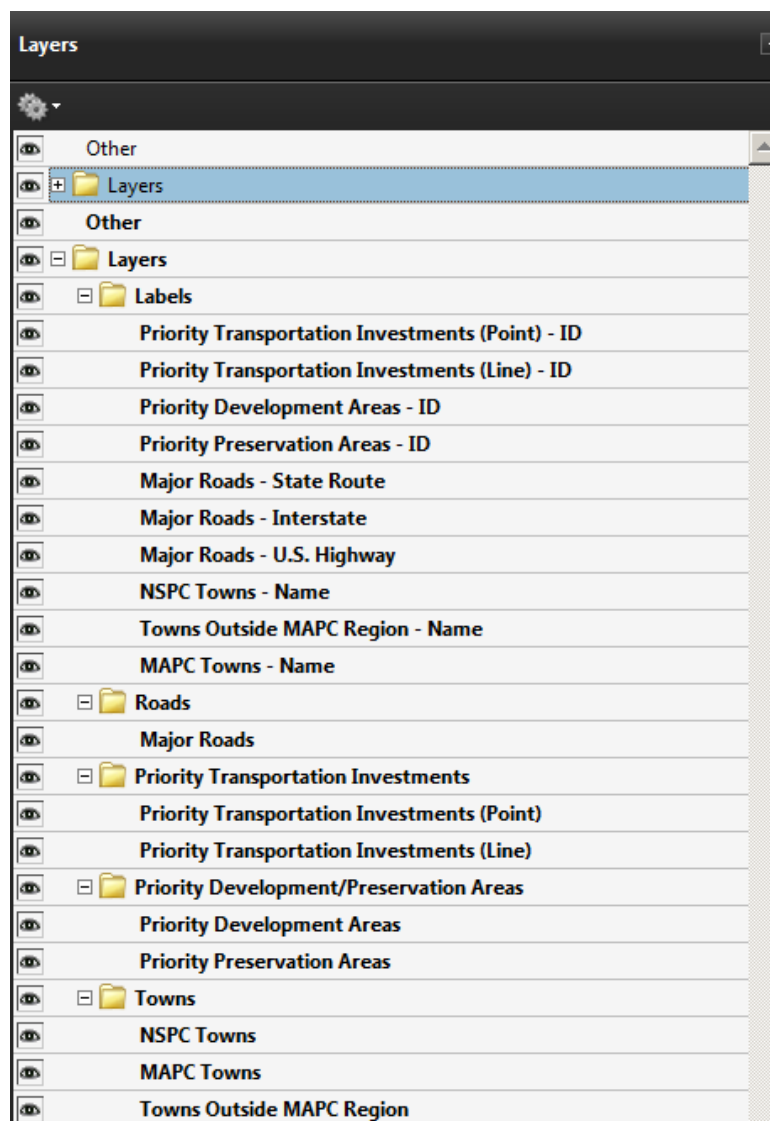 Layers
Other
Layers
Other
Layers
Labels
Priority Transportation Investments (Point) - ID
Priority Transportation Investments (Line) - ID
Priority Development Areas - ID
Priority Preservation Areas - ID
Major Roads - State Route
Major Roads - Interstate
Major Roads - U.S. Highway
NSPC Towns - Name
Towns Outside MAPC Region - Name
MAPC Towns - Name
Roads
Major Roads
Priority Transportation Investments
Priority Transportation Investments (Point)
Priority Transportation Investments (Line)
Priority Development/Preservation Areas
Priority Development Areas
Priority Preservation Areas
Towns
NSPC Towns
MAPC Towns
Towns Outside MAPC Region